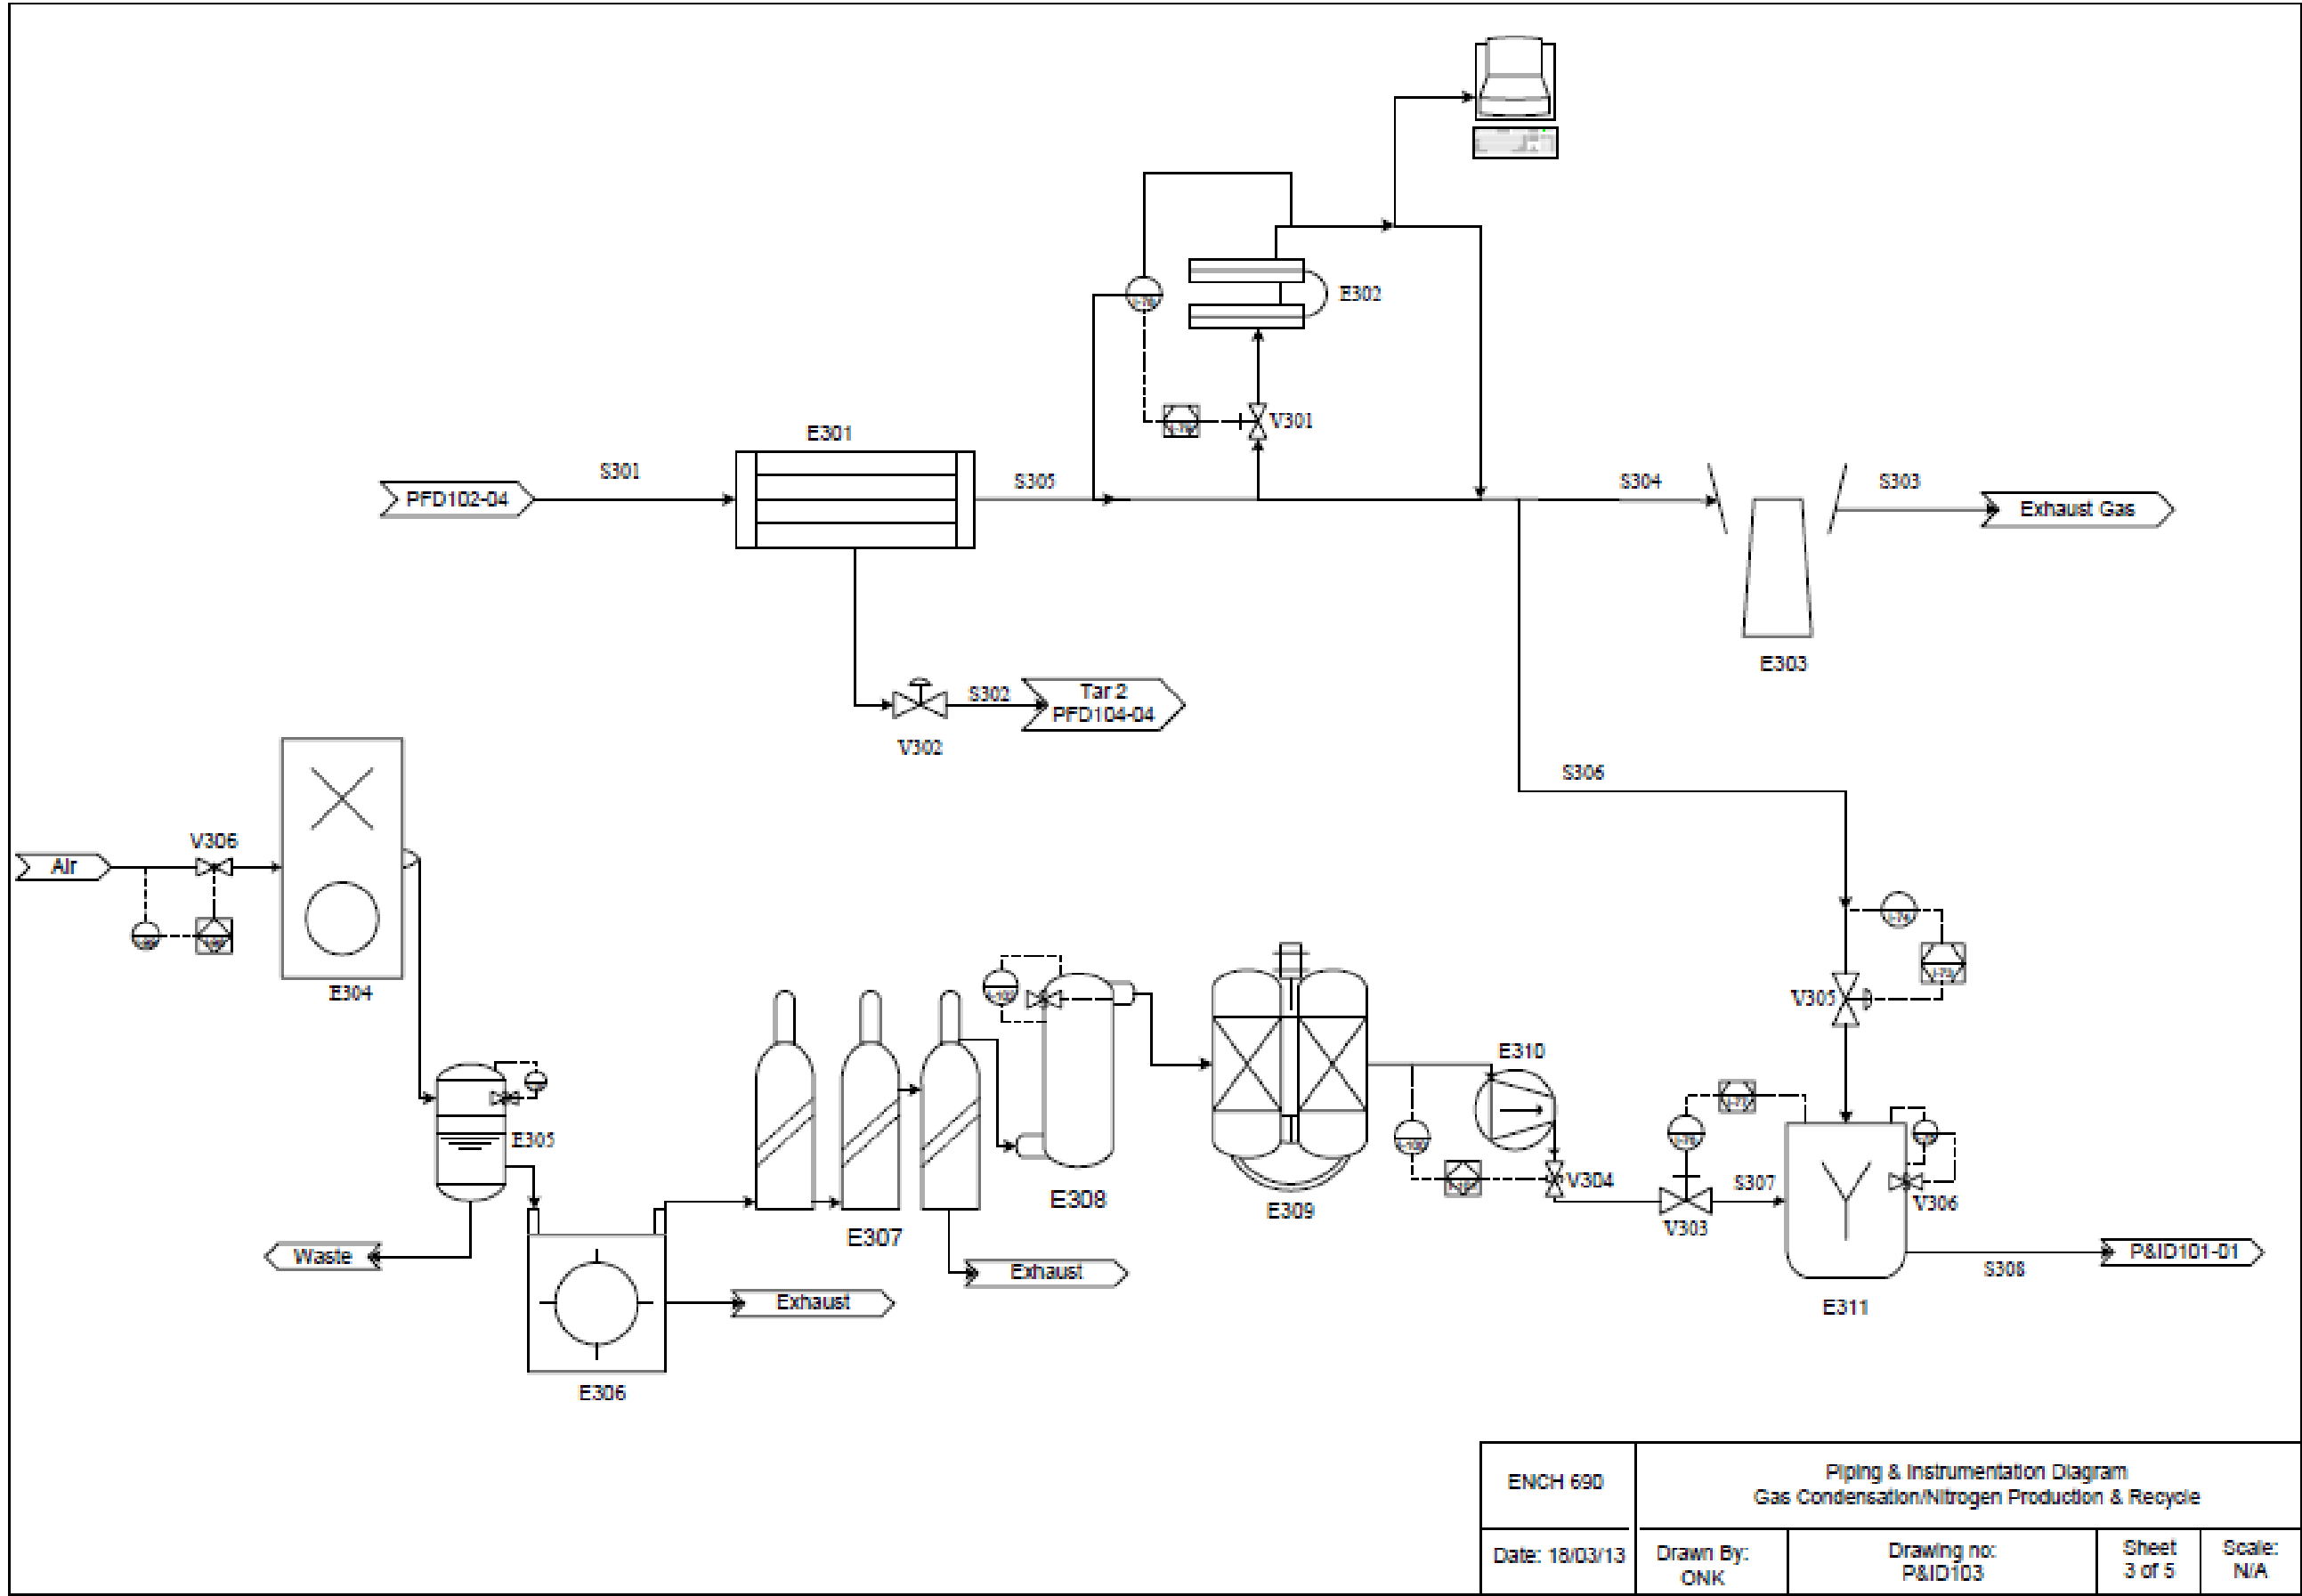 E302
V301
E301
S301
PFD102-04
S305
S304
S303
Exhaust Gas
E303
S302
Tar 2
PFD104-04
V302
S306
V306
Air
E304
V305
E305
E310
V304
S307
V303
V306
E308
E309
E307
Waste
Exhaust
Exhaust
P&ID101-01
S308
E311
E306
ENCH 690
Piping & Instrumentation Diagram
Gas Condensation/Nitrogen Production & Recycle
Date: 18/03/13
Drawn By:
ONK
Drawing no:
P&ID103
Sheet
3 of 5
Scale:
N/A